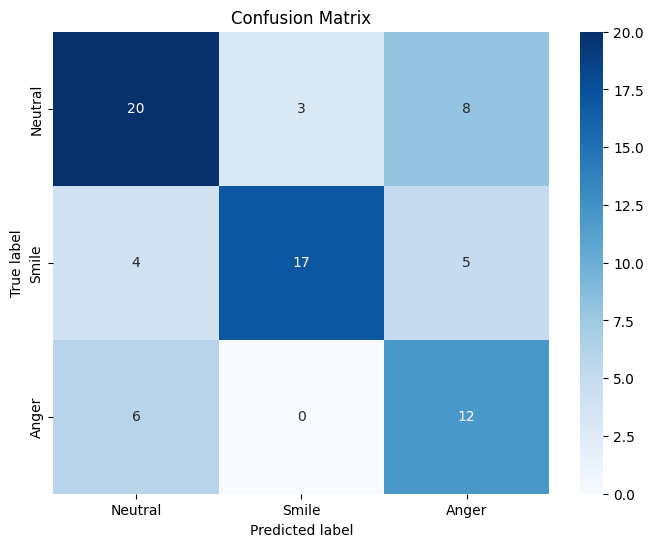 Confusion Matrix
True label
Neutral
Smile
Anger
20 3 8
4 17 5
6 0 12
Neutral Smile Anger
Predicted label
20.0
17.5
15.0
12.5
10.0
7.5
5.0
2.5
0.0